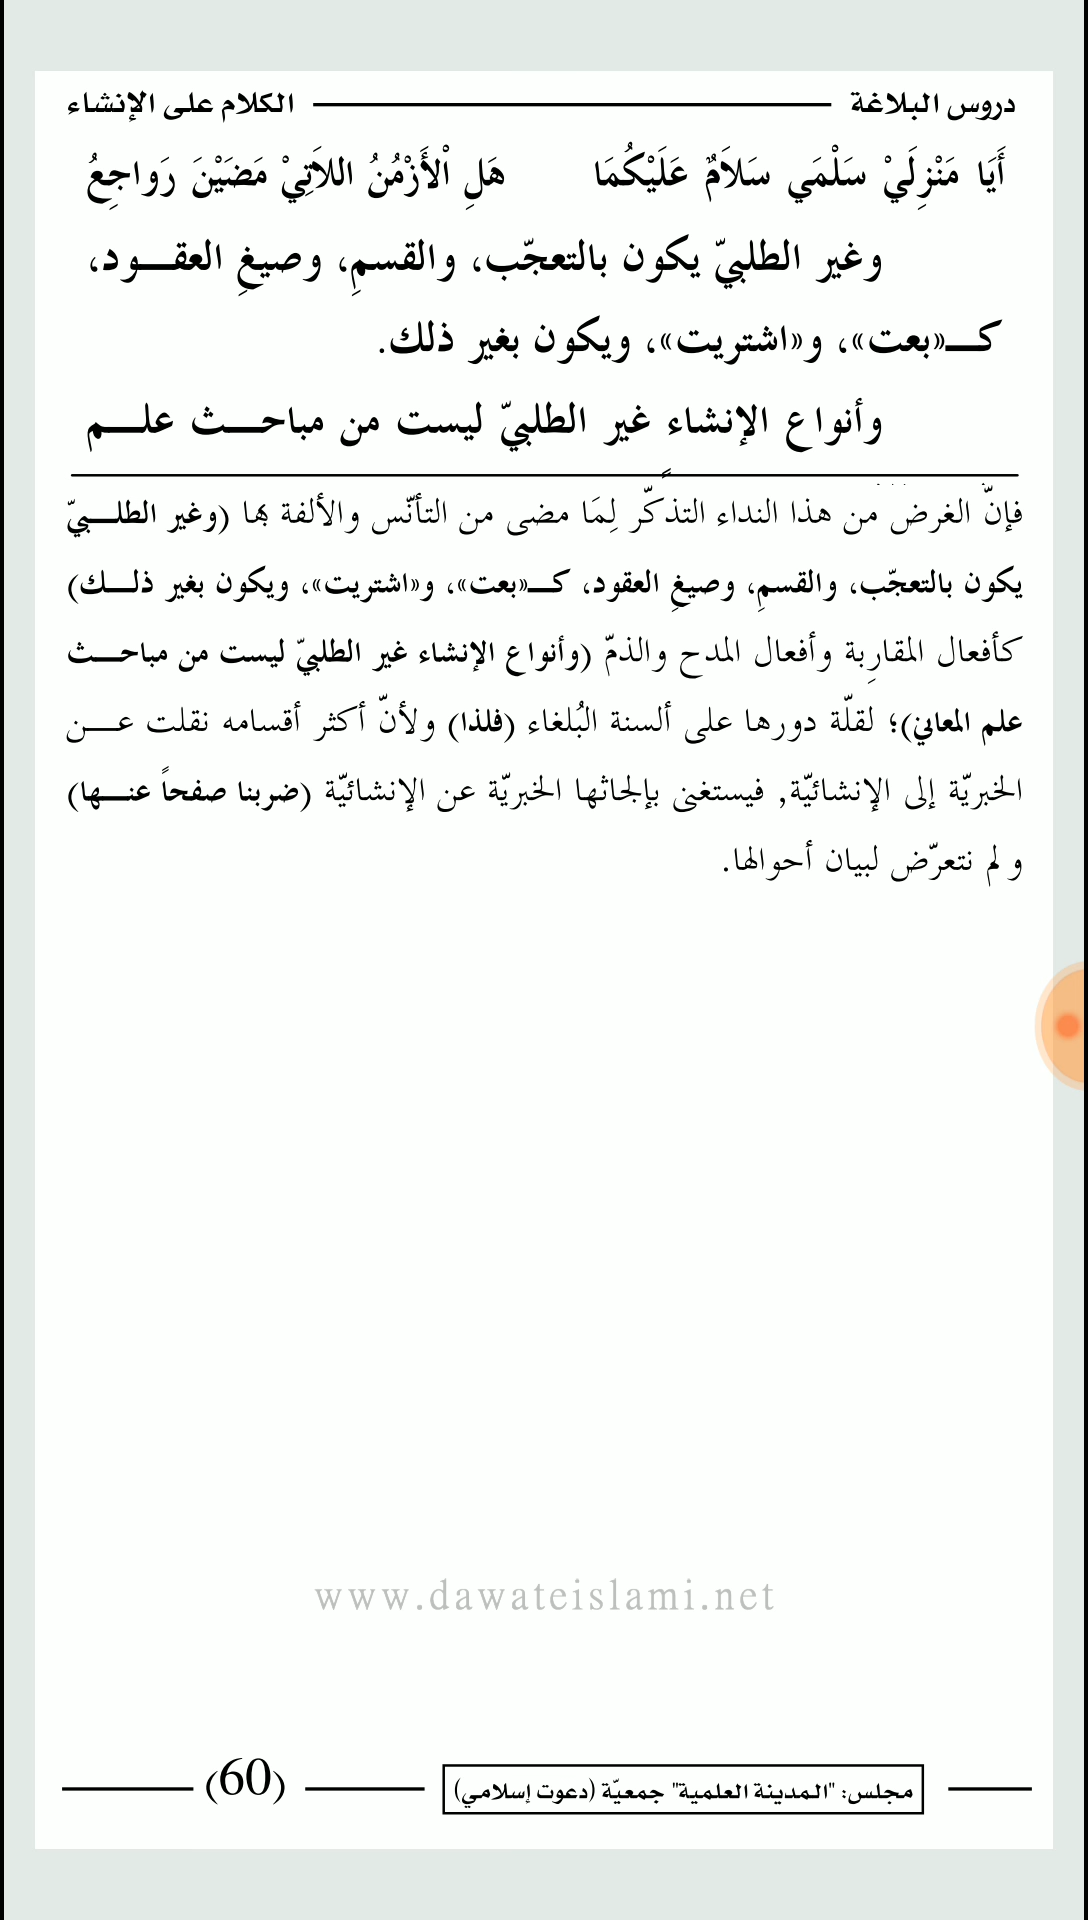 دروس البلاغة الكلام على الإنشاء
أَيَا مَنْزِلَيْ سَلْمَي سَلاَمٌ عَلَيْكُمَا هَلِ اْلأَزْمُنُ اللاَتِيْ مَضَيْنَ رَواجِعُ
وغير الطلبيّ يكون بالتعجّب، والقسمِ، وصيغِ العقــود،
كــ«بعت»، و«اشتريت»، ويكون بغير ذلك.
وأنواع الإنشاء غير الطلبيّ ليست من مباحــث علــم
فإنّ الغرض من هذا النداء التذكّر لِمَا مضى من التأنّس والألفة بها (وغير الطلــبيّ
يكون بالتعجّب، والقسمِ، وصيغِ العقود، كــ«بعت»، و«اشتريت»، ويكون بغير ذلــك)
كأفعال المقارِبة وأفعال المدح والذمّ (وأنواع الإنشاء غير الطلبيّ ليست من مباحــث
علم المعاني)؛ لقلّة دورها على ألسنة البُلغاء (فلذا) ولأنّ أكثر أقسامه نقلت عــن
الخبريّة إلى الإنشائيّة, فيستغنى بإبحاثها الخبريّة عن الإنشائيّة (ضربنا صفحاً عنــها)
ولم نتعرّض لبيان أحوالها.
www.dawateislami.net
مجلس: "المدينة العلمية" جمعيّة (دعوت إسلامي) (60)